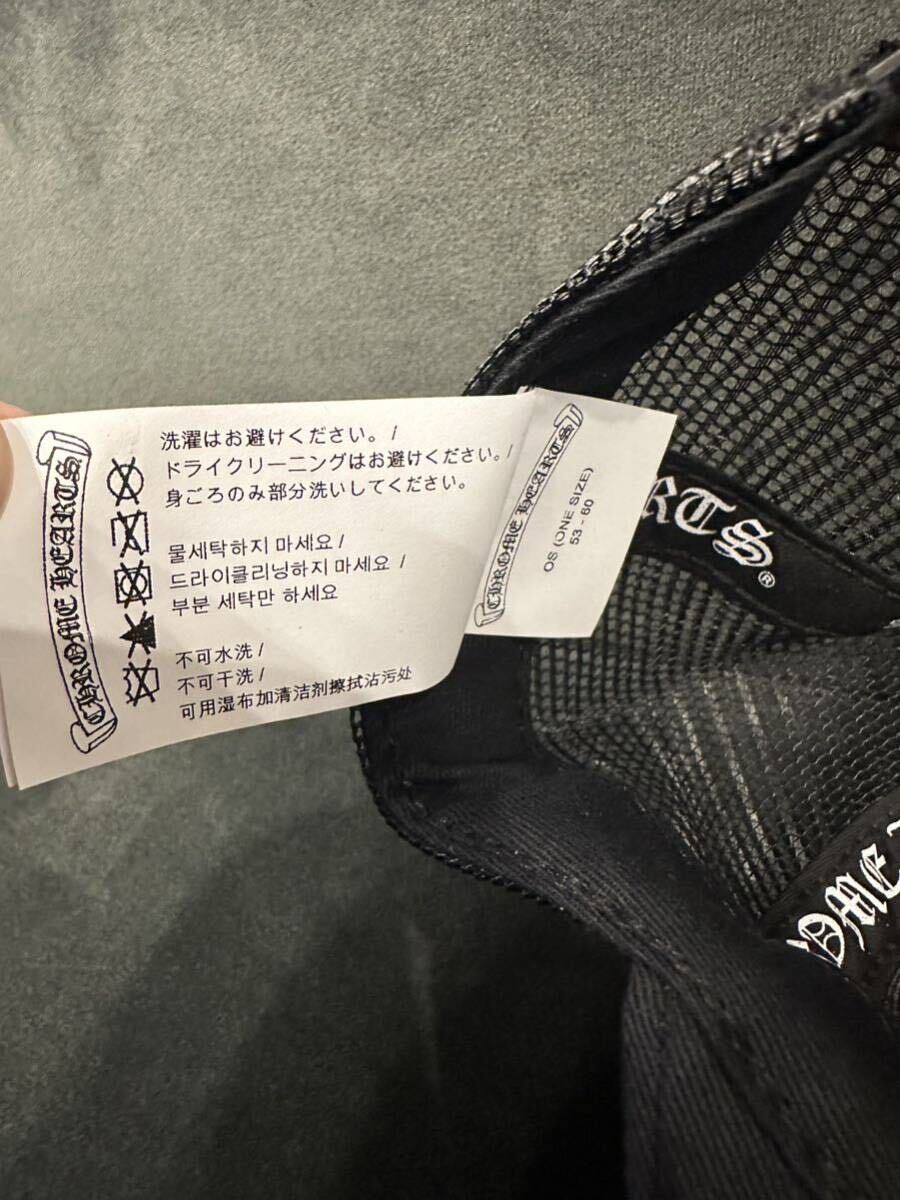 CHROME HEARTS
洗濯はお避けください。/
ドライクリーニングはお避けください。/
身ごろのみ部分洗いしてください。
물세탁하지 마세요 /
드라이클리닝하지 마세요 /
부분 세탁만 하세요
不可水洗 /
不可干洗 /
可用湿布加清洁剂擦拭沾污处
CHROME HEARTS
OS (ONE SIZE)
53 - 60
RTS®
OME